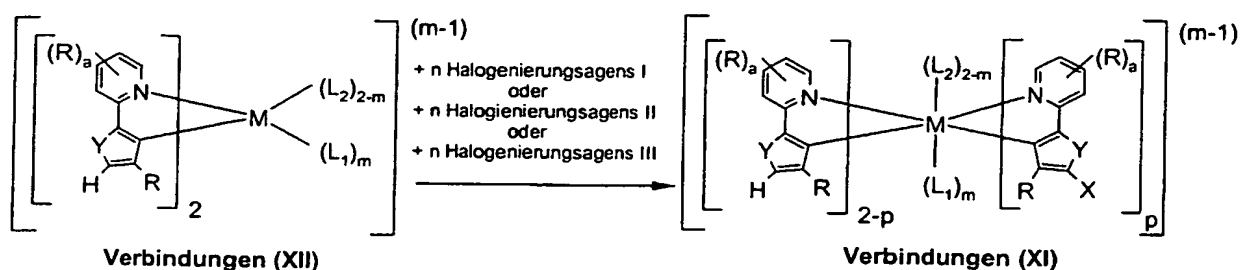 (m-1)
(R)a
N
Y
H
R
2
M
(L2)2-m
(L1)m
+ n Halogenierungsagens I
oder
+ n Halogienierungsagens II
oder
+ n Halogenierungsagens III
(m-1)
(R)a
N
Y
H
R
2-p
(L2)2-m
M
(L1)m
(R)a
N
Y
R
X
p
Verbindungen (XII)
Verbindungen (XI)